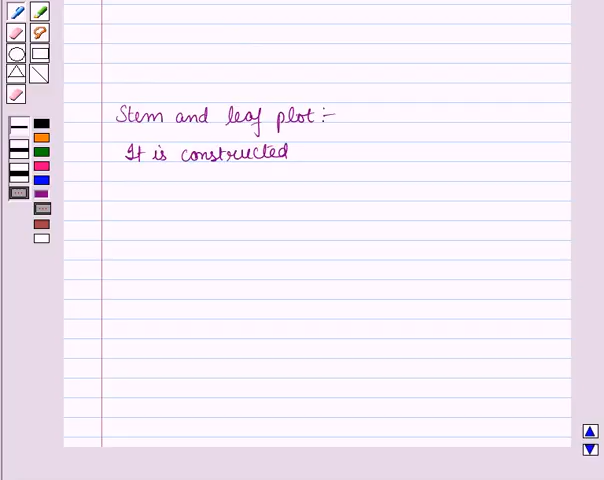 Stem and leaf plot :-
It is constructed